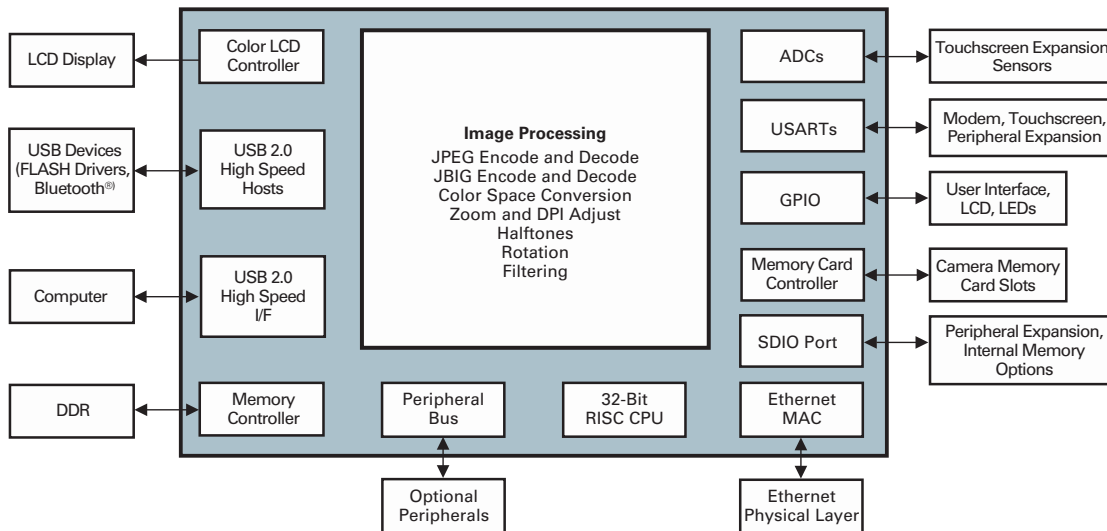 LCD Display
Color LCD
Controller
USB Devices
(FLASH Drivers,
Bluetooth®)
USB 2.0
High Speed
Hosts
Computer
USB 2.0
High Speed
I/F
DDR
Memory
Controller
Image Processing
JPEG Encode and Decode
JBIG Encode and Decode
Color Space Conversion
Zoom and DPI Adjust
Halftones
Rotation
Filtering
Peripheral
Bus
32-Bit
RISC CPU
Optional
Peripherals
ADCs
Touchscreen Expansion
Sensors
USARTs
Modem, Touchscreen,
Peripheral Expansion
GPIO
User Interface,
LCD, LEDs
Memory Card
Controller
Camera Memory
Card Slots
SDIO Port
Peripheral Expansion,
Internal Memory
Options
Ethernet
MAC
Ethernet
Physical Layer